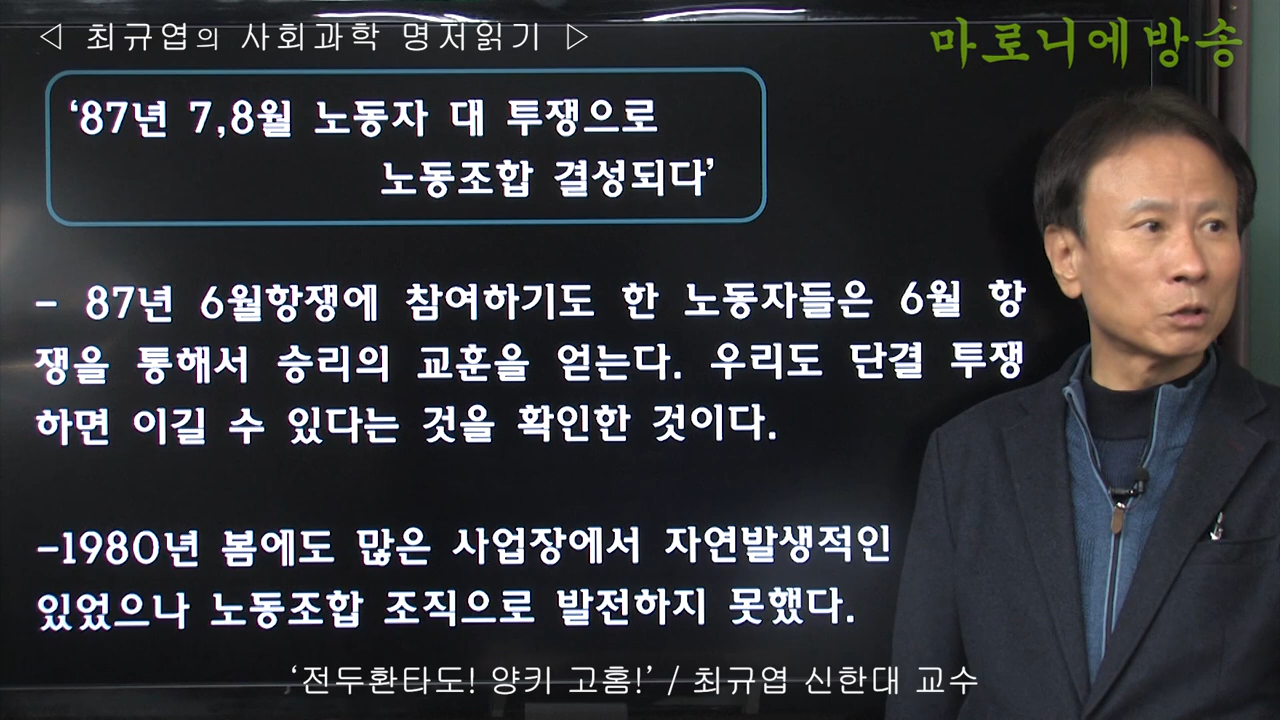 ◁ 최규엽의 사회과학 명저읽기 ▷
마로니에방송
‘87년 7,8월 노동자 대 투쟁으로
노동조합 결성되다’
- 87년 6월항쟁에 참여하기도 한 노동자들은 6월 항
쟁을 통해서 승리의 교훈을 얻는다. 우리도 단결 투쟁
하면 이길 수 있다는 것을 확인한 것이다.
-1980년 봄에도 많은 사업장에서 자연발생적인
있었으나 노동조합 조직으로 발전하지 못했다.
‘전두환타도! 양키 고홈!’ / 최규엽 신한대 교수